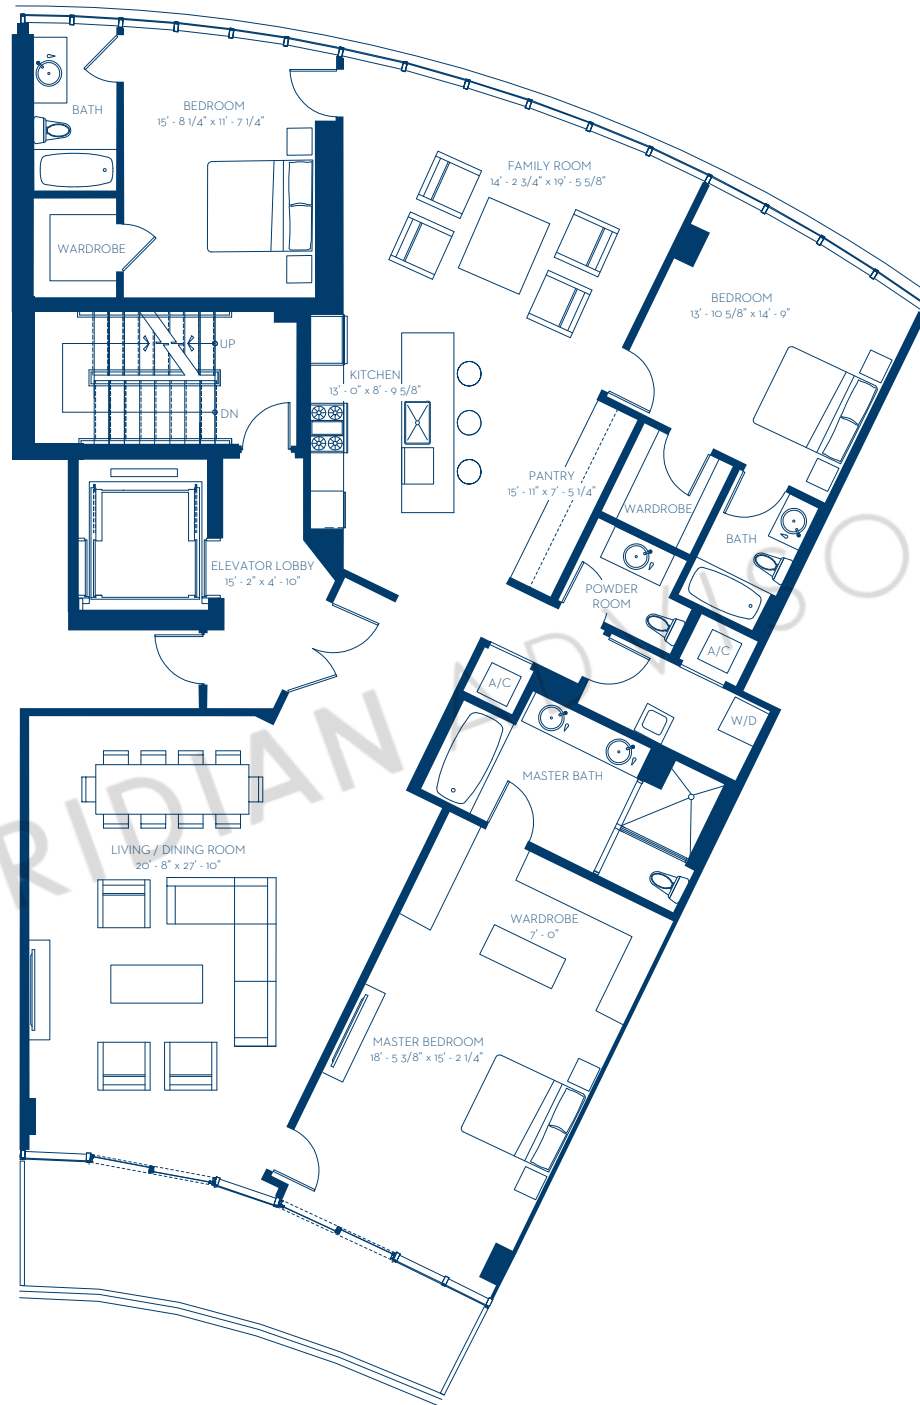 BATH
BEDROOM
15' - 8 1/4" x 11' - 7 1/4"
WARDROBE
FAMILY ROOM
14' - 2 3/4" x 19' - 5 5/8"
BEDROOM
13' - 10 5/8" x 14' - 9"
UP
DN
KITCHEN
13' - 0" x 8' - 9 5/8"
PANTRY
15' - 11" x 7' - 5 1/4"
WARDROBE
BATH
ELEVATOR LOBBY
15' - 2" x 4' - 10"
POWDER
ROOM
A/C
A/C
W/D
MASTER BATH
RIDIAN ADVISO
LIVING / DINING ROOM
20' - 8" x 27' - 10"
WARDROBE
7' - 0"
MASTER BEDROOM
18' - 5 3/8" x 15' - 2 1/4"